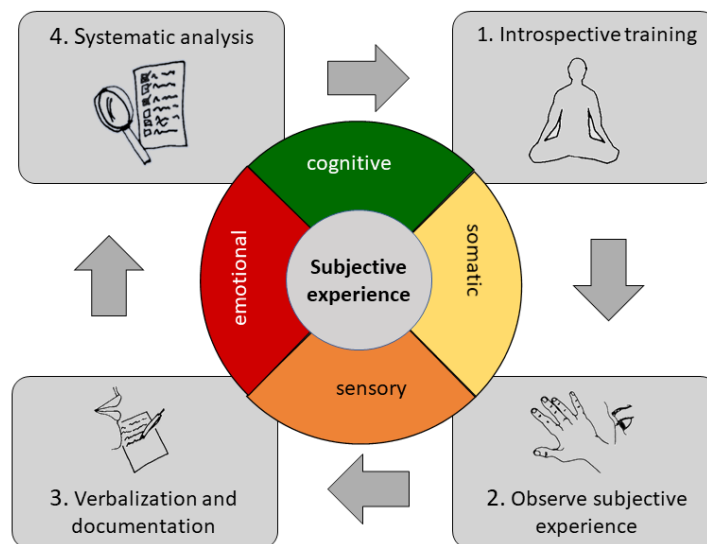 4. Systematic analysis
1. Introspective training
cognitive
emotional
Subjective
experience
somatic
sensory
3. Verbalization and
documentation
2. Observe subjective
experience